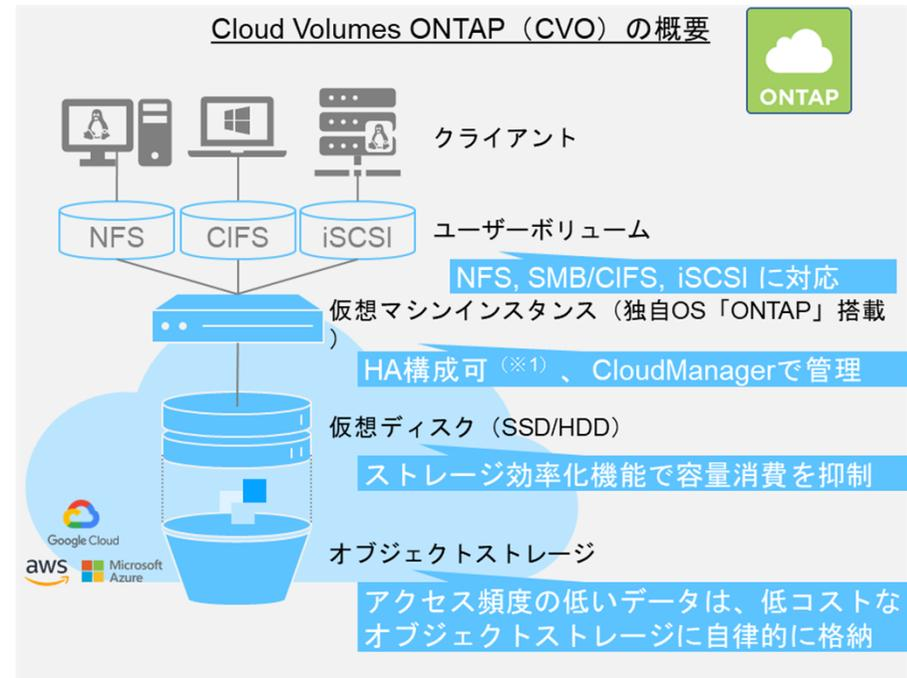 Cloud Volumes ONTAP（CVO）の概要
ONTAP
クライアント
NFS
CIFS
iSCSI
ユーザーボリューム
NFS, SMB/CIFS, iSCSI に対応
仮想マシンインスタンス（独自OS「ONTAP」搭載
）
HA構成可（※1）、CloudManagerで管理
仮想ディスク（SSD/HDD）
ストレージ効率化機能で容量消費を抑制
Google Cloud
aws
Microsoft
Azure
オブジェクトストレージ
アクセス頻度の低いデータは、低コストな
オブジェクトストレージに自律的に格納